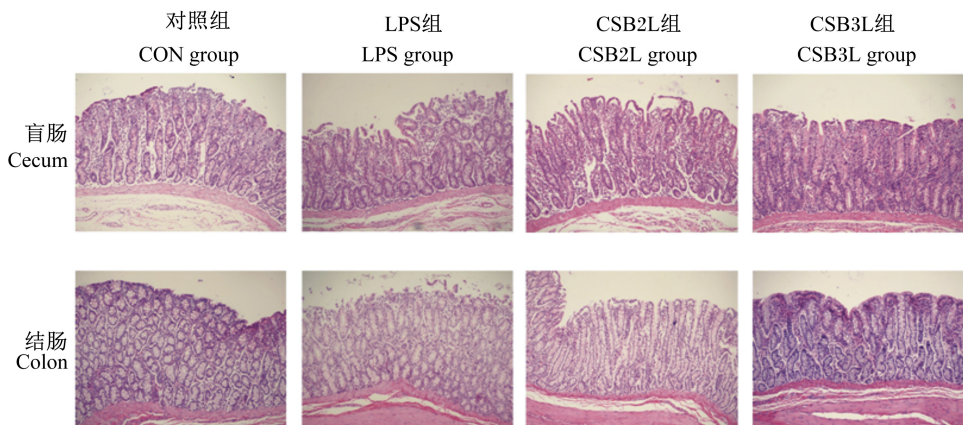 对照组
CON group
LPS组
LPS group
CSB2L组
CSB2L group
CSB3L组
CSB3L group
盲肠
Cecum
结肠
Colon